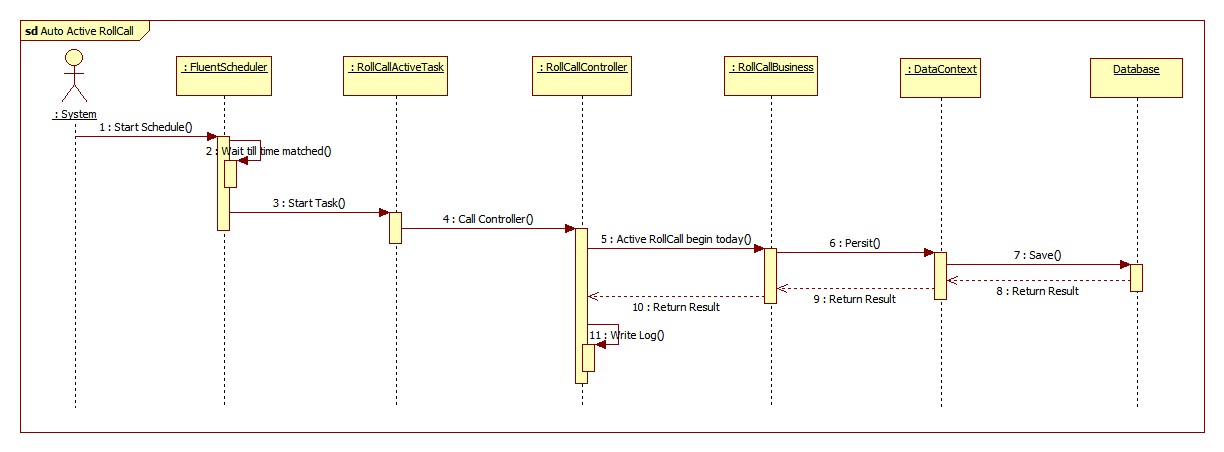 sd Auto Active RollCall
: System
: FluentScheduler
: RollCallActiveTask
: RollCallController
: RollCallBusiness
: DataContext
Database
1 : Start Schedule()
2 : Wait till time matched()
3 : Start Task()
4 : Call Controller()
5 : Active RollCall begin today()
6 : Persit()
7 : Save()
8 : Return Result
9 : Return Result
10 : Return Result
11 : Write Log()